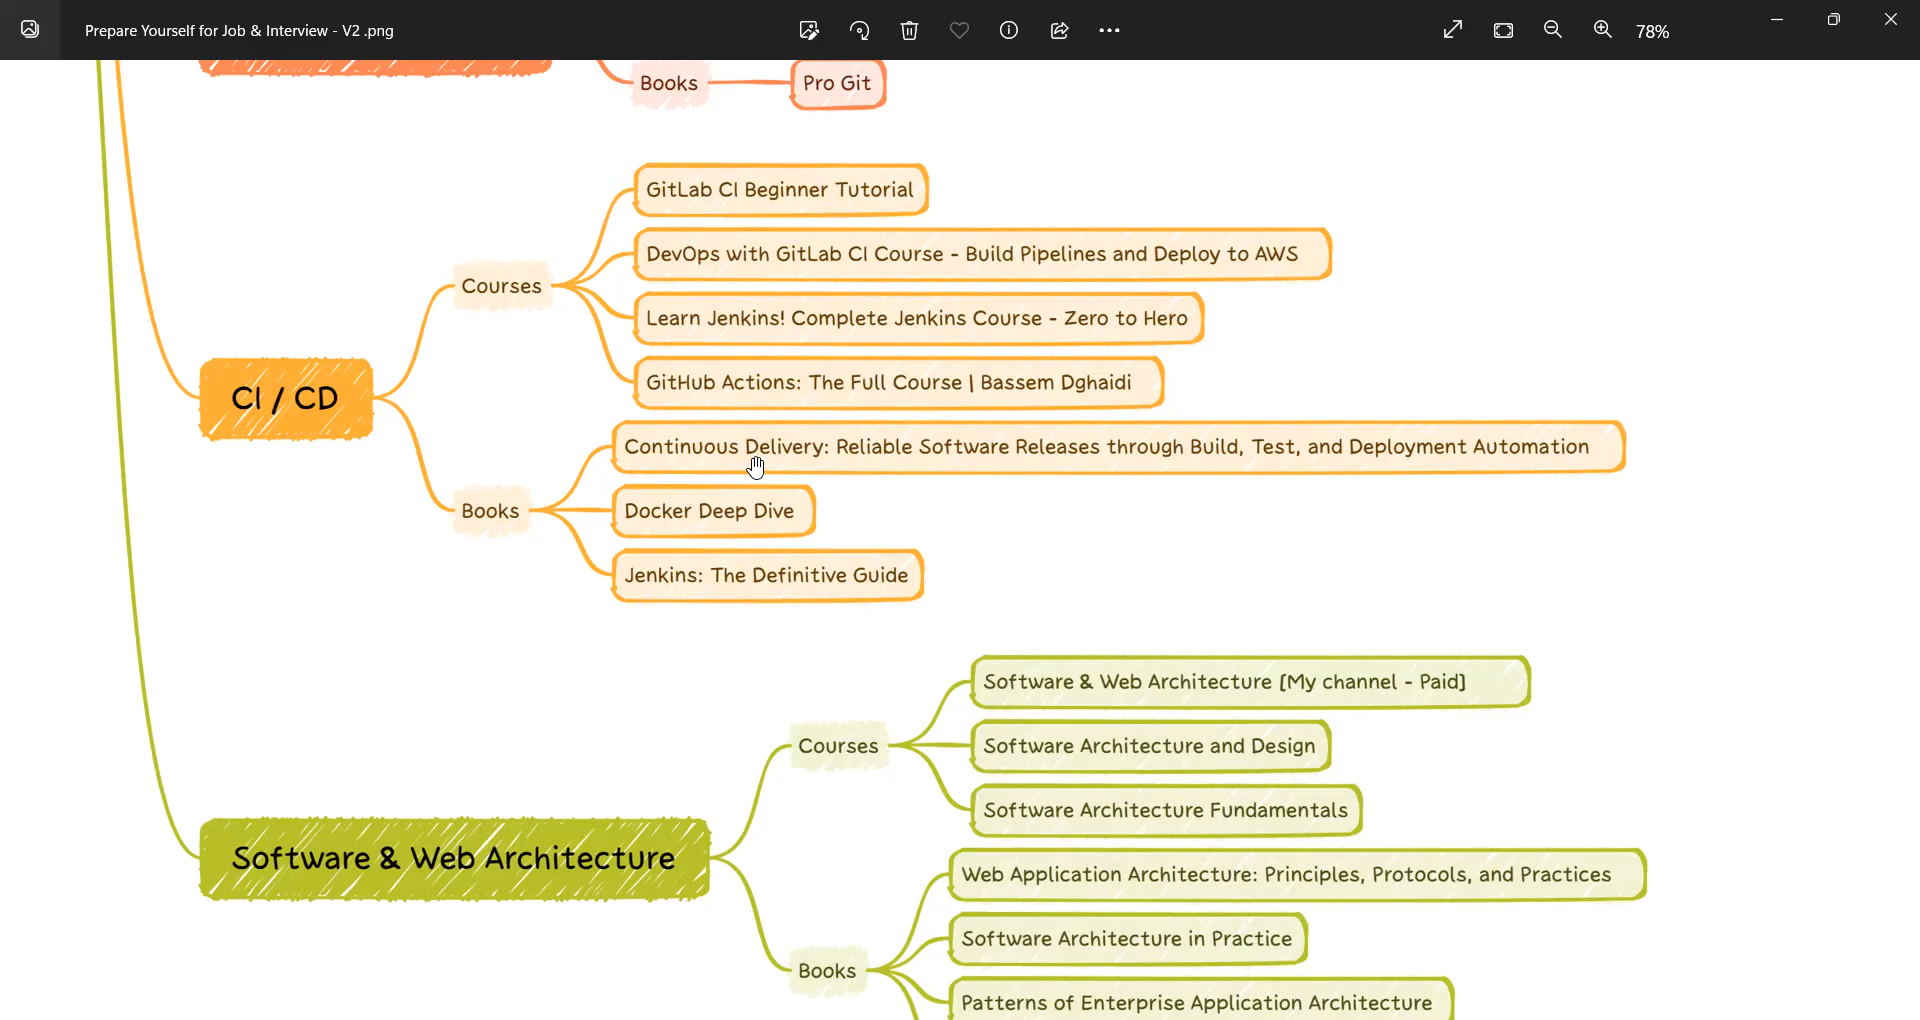 Prepare Yourself for Job & Interview - V2 .png
78%
Books
Pro Git
GitLab CI Beginner Tutorial
DevOps with GitLab CI Course - Build Pipelines and Deploy to AWS
Courses
Learn Jenkins! Complete Jenkins Course - Zero to Hero
GitHub Actions: The Full Course | Bassem Dghaidi
CI / CD
Continuous Delivery: Reliable Software Releases through Build, Test, and Deployment Automation
Books
Docker Deep Dive
Jenkins: The Definitive Guide
Software & Web Architecture [My channel - Paid]
Courses
Software Architecture and Design
Software Architecture Fundamentals
Software & Web Architecture
Web Application Architecture: Principles, Protocols, and Practices
Software Architecture in Practice
Books
Patterns of Enterprise Application Architecture